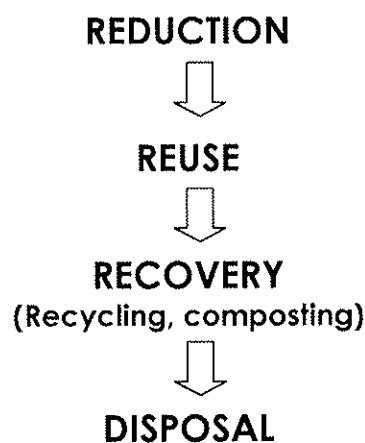 REDUCTION
REUSE
RECOVERY
(Recycling, composting)
DISPOSAL